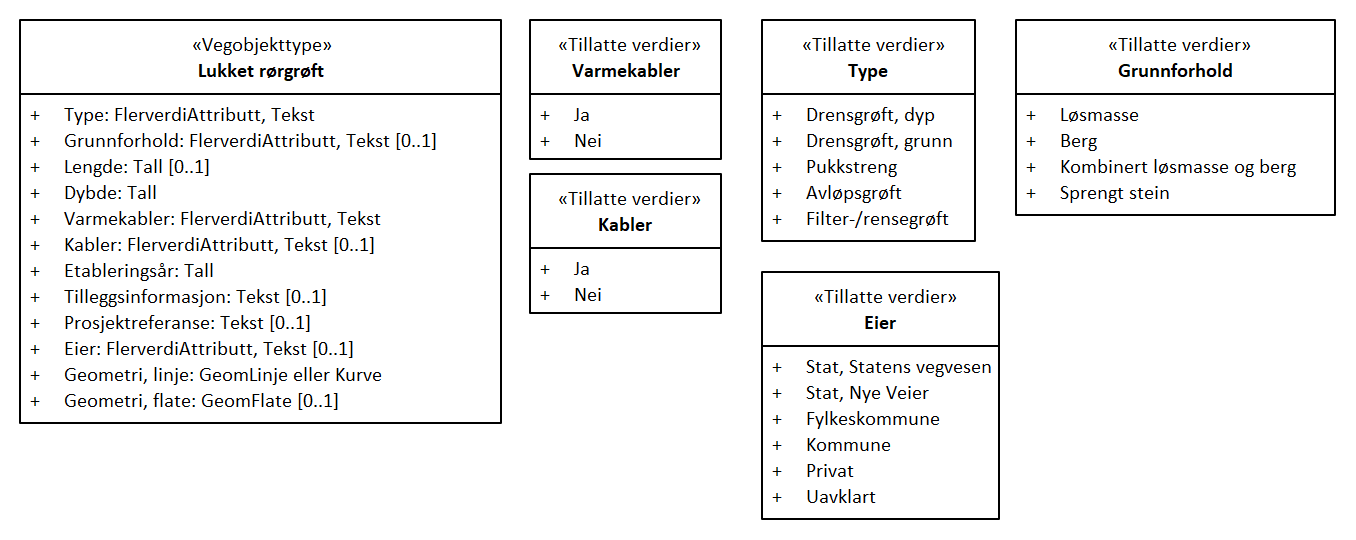 «Vegobjekttype»
Lukket rørgrøft
+ Type: FlerverdiAttributt, Tekst
+ Grunnforhold: FlerverdiAttributt, Tekst [0..1]
+ Lengde: Tall [0..1]
+ Dybde: Tall
+ Varmekabler: FlerverdiAttributt, Tekst
+ Kabler: FlerverdiAttributt, Tekst [0..1]
+ Etableringsår: Tall
+ Tilleggsinformasjon: Tekst [0..1]
+ Prosjektreferanse: Tekst [0..1]
+ Eier: FlerverdiAttributt, Tekst [0..1]
+ Geometri, linje: GeomLinje eller Kurve
+ Geometri, flate: GeomFlate [0..1]
«Tillatte verdier»
Varmekabler
+ Ja
+ Nei
«Tillatte verdier»
Kabler
+ Ja
+ Nei
«Tillatte verdier»
Type
+ Drensgrøft, dyp
+ Drensgrøft, grunn
+ Pukkstreng
+ Avløpsgrøft
+ Filter-/rensegrøft
«Tillatte verdier»
Eier
+ Stat, Statens vegvesen
+ Stat, Nye Veier
+ Fylkeskommune
+ Kommune
+ Privat
+ Uavklart
«Tillatte verdier»
Grunnforhold
+ Løsmasse
+ Berg
+ Kombinert løsmasse og berg
+ Sprengt stein